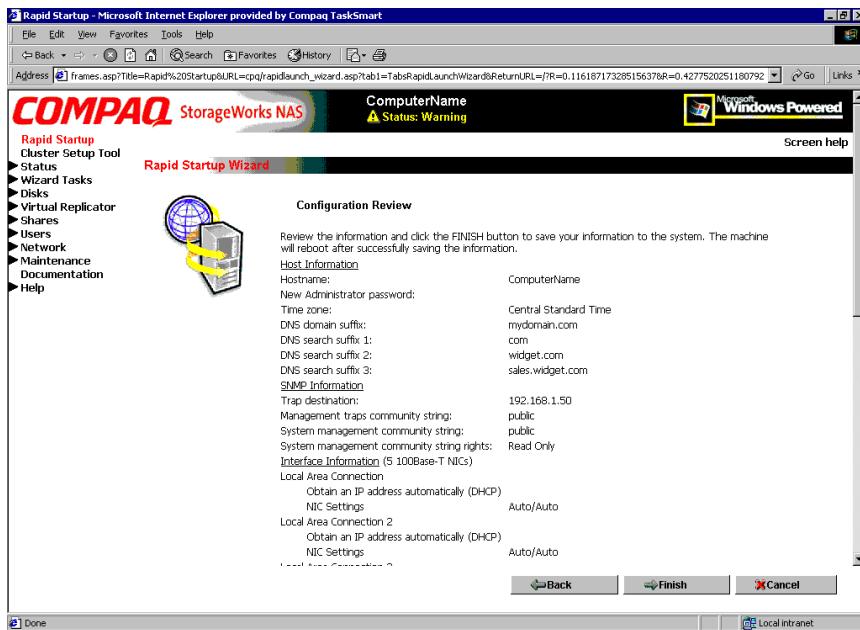 Rapid Startup - Microsoft Internet Explorer provided by Compaq TaskSmart
File Edit View Favorites Tools Help
Back Search Favorites History
Address frames.asp?Title=Rapid%20Startup&URL=cpq/rapidlaunch_wizard.asp?tab1=TabsRapidLaunchWizard&ReturnURL=/?R=0.1161871732851563​7&R=0.4277520251180792 Go Links
COMPAQ StorageWorks NAS
ComputerName
Status: Warning
Microsoft
Windows Powered
Screen help
Rapid Startup
Cluster Setup Tool
Status
Wizard Tasks
Disks
Virtual Replicator
Shares
Users
Network
Maintenance
Documentation
Help
Rapid Startup Wizard
Configuration Review
Review the information and click the FINISH button to save your information to the system. The machine
will reboot after successfully saving the information.
Host Information
Hostname: ComputerName
New Administrator password:
Time zone: Central Standard Time
DNS domain suffix: mydomain.com
DNS search suffix 1: com
DNS search suffix 2: widget.com
DNS search suffix 3: sales.widget.com
SNMP Information
Trap destination: 192.168.1.50
Management traps community string: public
System management community string: public
System management community string rights: Read Only
Interface Information (5 100Base-T NICs)
Local Area Connection
Obtain an IP address automatically (DHCP)
NIC Settings Auto/Auto
Local Area Connection 2
Obtain an IP address automatically (DHCP)
NIC Settings Auto/Auto
Back Finish Cancel
Done Local intranet